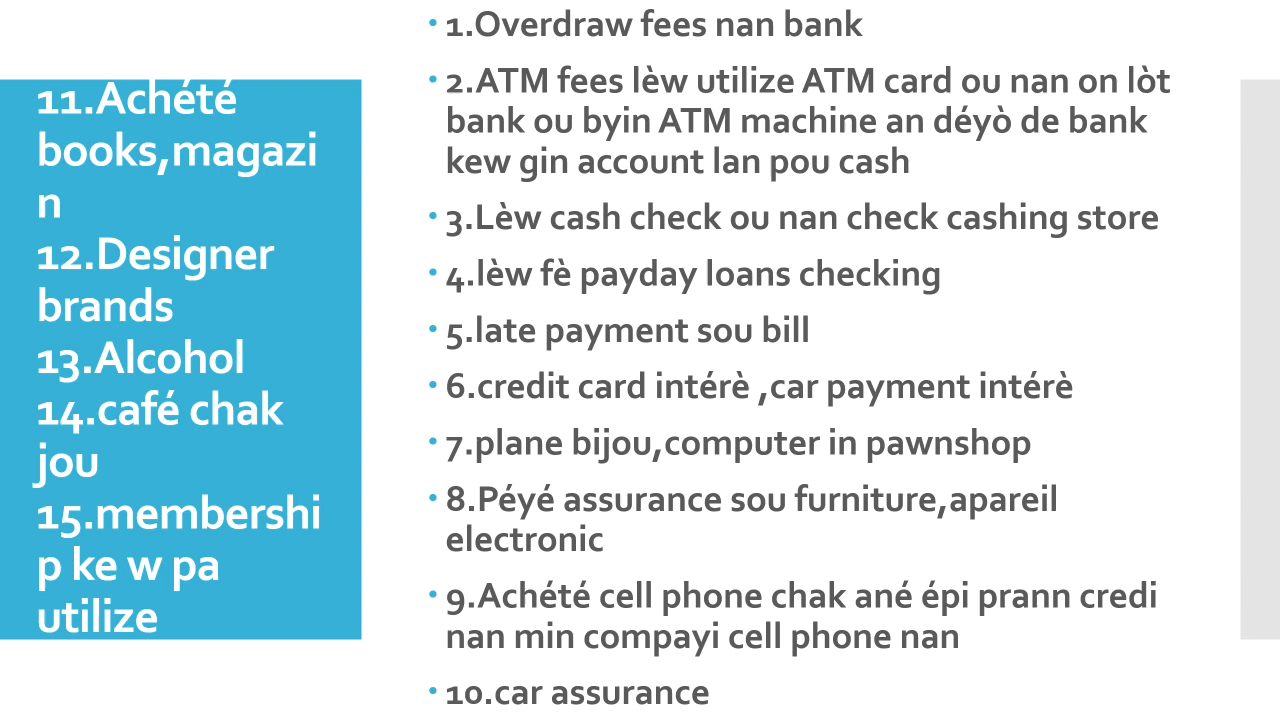 11.Achété
books,magazi
n
12.Designer
brands
13.Alcohol
14.café chak
jou
15.membershi
p ke w pa
utilize
• 1.Overdraw fees nan bank
• 2.ATM fees lèw utilize ATM card ou nan on lòt
bank ou byin ATM machine an déyò de bank
kew gin account lan pou cash
• 3.Lèw cash check ou nan check cashing store
• 4.lèw fè payday loans checking
• 5.late payment sou bill
• 6.credit card intérè ,car payment intérè
• 7.plane bijou,computer in pawnshop
• 8.Péyé assurance sou furniture,apareil
electronic
• 9.Achété cell phone chak ané épi prann credi
nan min compayi cell phone nan
• 10.car assurance